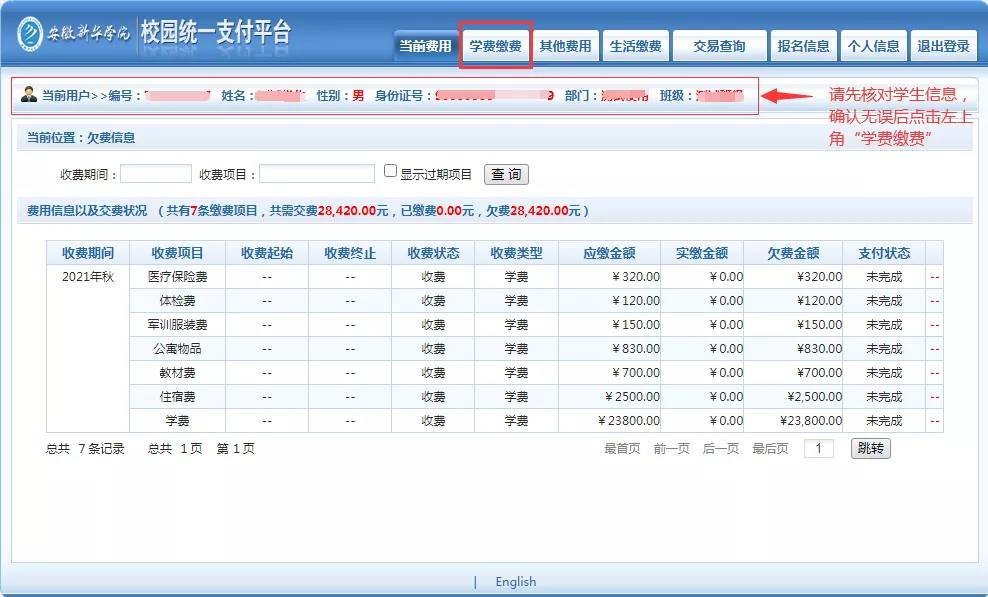 安徽新华学院 校园统一支付平台
当前费用 学费缴费 其他费用 生活缴费 交易查询 报名信息 个人信息 退出登录
当前用户>>编号： 姓名： 性别：男 身份证号： 部门： 班级：
请先核对学生信息，
确认无误后点击左上
角“学费缴费”
当前位置：欠费信息
收费期间： 收费项目： 显示过期项目 查 询
费用信息以及交费状况 （共有7条缴费项目，共需交费28,420.00元，已缴费0.00元，欠费28,420.00元）
收费期间 收费项目 收费起始 收费终止 收费状态 收费类型 应缴金额 实缴金额 欠费金额 支付状态
2021年秋 医疗保险费 -- -- 收费 学费 ￥320.00 ￥0.00 ¥320.00 未完成 --
体检费 -- -- 收费 学费 ￥120.00 ￥0.00 ¥120.00 未完成 --
军训服装费 -- -- 收费 学费 ￥150.00 ￥0.00 ¥150.00 未完成 --
公寓物品 -- -- 收费 学费 ￥830.00 ￥0.00 ¥830.00 未完成 --
教材费 -- -- 收费 学费 ￥700.00 ￥0.00 ¥700.00 未完成 --
住宿费 -- -- 收费 学费 ￥2500.00 ￥0.00 ¥2,500.00 未完成 --
学费 -- -- 收费 学费 ￥23800.00 ￥0.00 ¥23,800.00 未完成 --
总共 7 条记录 总共 1 页 第 1 页 最首页 前一页 后一页 最后页 1 跳转
| English